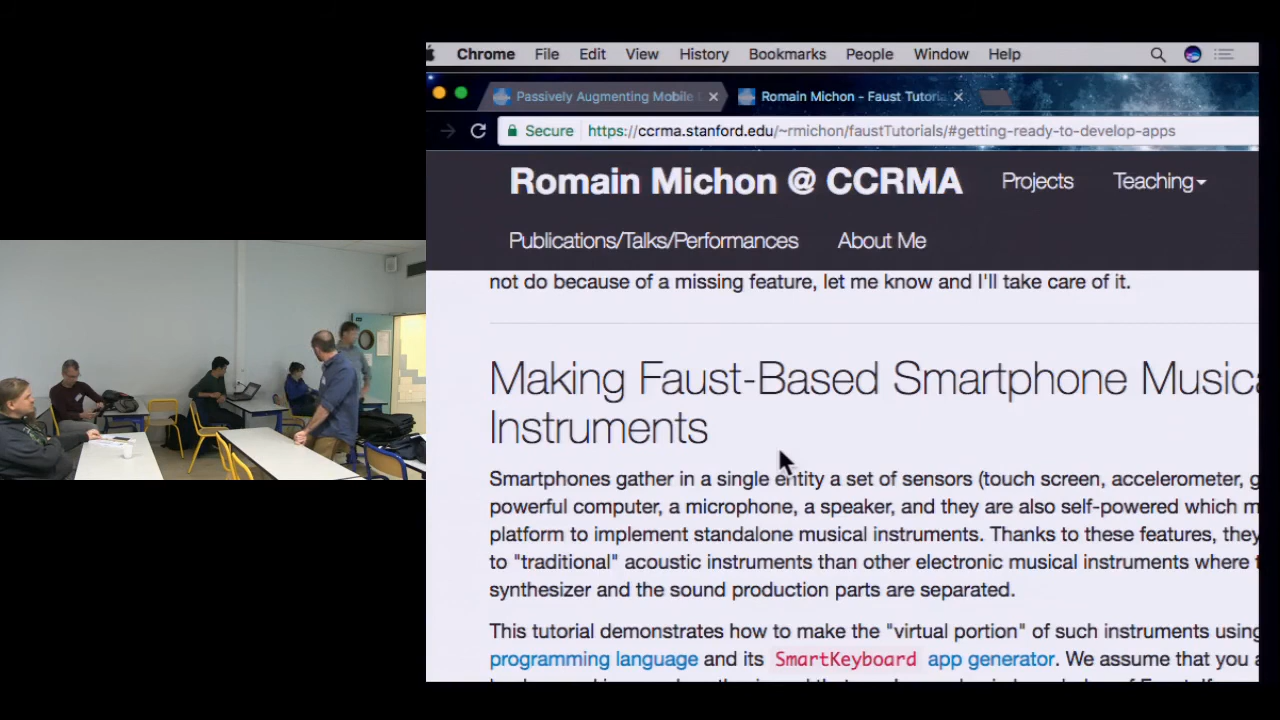 Chrome File Edit View History Bookmarks People Window Help
Passively Augmenting Mobile
Romain Michon - Faust Tutoria
Secure https://ccrma.stanford.edu/~rmichon/faustTutorials/#getting-ready-to-develop-apps
Romain Michon @ CCRMA Projects Teaching
Publications/Talks/Performances About Me
not do because of a missing feature, let me know and I'll take care of it.
Making Faust-Based Smartphone Musica
Instruments
Smartphones gather in a single entity a set of sensors (touch screen, accelerometer, g
powerful computer, a microphone, a speaker, and they are also self-powered which m
platform to implement standalone musical instruments. Thanks to these features, they
to "traditional" acoustic instruments than other electronic musical instruments where t
synthesizer and the sound production parts are separated.
This tutorial demonstrates how to make the "virtual portion" of such instruments using
programming language and its SmartKeyboard app generator. We assume that you a